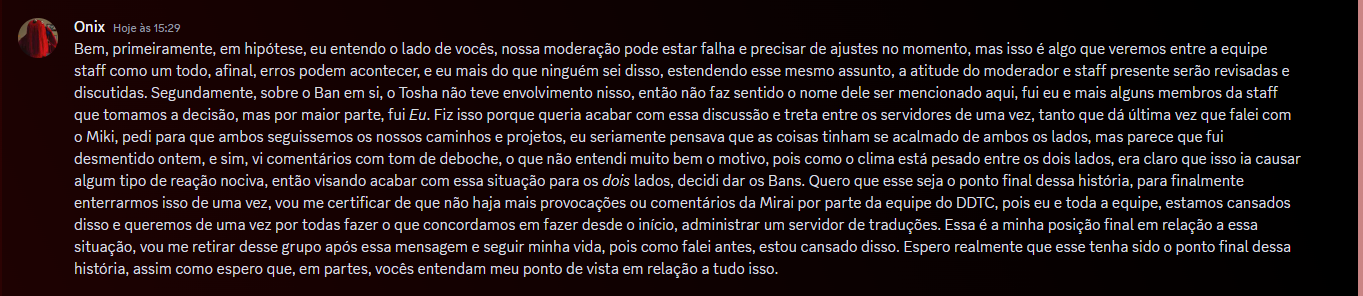 Onix Hoje às 15:29
Bem, primeiramente, em hipótese, eu entendo o lado de vocês, nossa moderação pode estar falha e precisar de ajustes no momento, mas isso é algo que veremos entre a equipe
staff como um todo, afinal, erros podem acontecer, e eu mais do que ninguém sei disso, estendendo esse mesmo assunto, a atitude do moderador e staff presente serão revisadas e
discutidas. Segundamente, sobre o Ban em si, o Tosha não teve envolvimento nisso, então não faz sentido o nome dele ser mencionado aqui, fui eu e mais alguns membros da staff
que tomamos a decisão, mas por maior parte, fui Eu. Fiz isso porque queria acabar com essa discussão e treta entre os servidores de uma vez, tanto que dá última vez que falei com
o Miki, pedi para que ambos seguissemos os nossos caminhos e projetos, eu seriamente pensava que as coisas tinham se acalmado de ambos os lados, mas parece que fui
desmentido ontem, e sim, vi comentários com tom de deboche, o que não entendi muito bem o motivo, pois como o clima está pesado entre os dois lados, era claro que isso ia causar
algum tipo de reação nociva, então visando acabar com essa situação para os dois lados, decidi dar os Bans. Quero que esse seja o ponto final dessa história, para finalmente
enterrarmos isso de uma vez, vou me certificar de que não haja mais provocações ou comentários da Mirai por parte da equipe do DDTC, pois eu e toda a equipe, estamos cansados
disso e queremos de uma vez por todas fazer o que concordamos em fazer desde o início, administrar um servidor de traduções. Essa é a minha posição final em relação a essa
situação, vou me retirar desse grupo após essa mensagem e seguir minha vida, pois como falei antes, estou cansado disso. Espero realmente que esse tenha sido o ponto final dessa
história, assim como espero que, em partes, vocês entendam meu ponto de vista em relação a tudo isso.